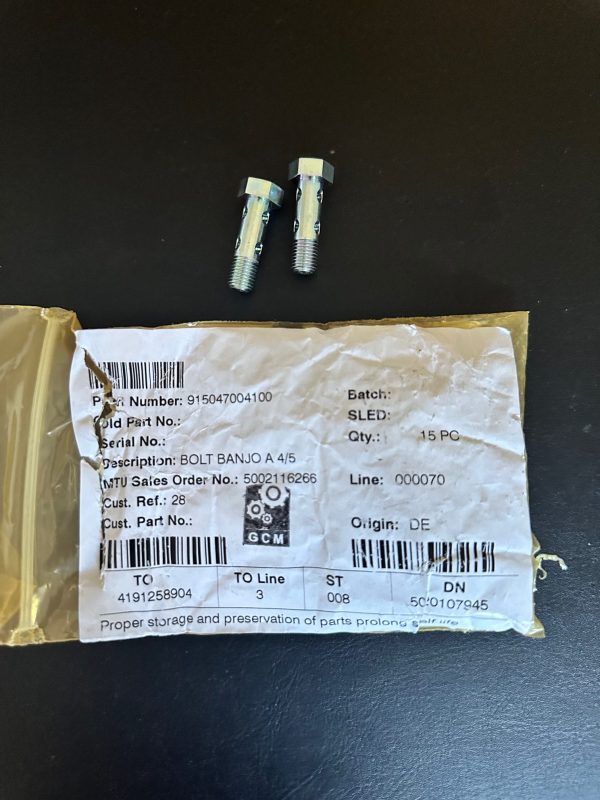 Number: 915047004100
Old Part No.:
Serial No.:
Description: BOLT BANJO A 4/5
MTU Sales Order No.: 5002116266
Cust. Ref.: 28
Cust. Part No.:
Batch:
SLED:
Qty.: 15 PC
Line: 000070
Origin: DE
GCM
TO
4191258904
TO Line
3
ST
008
DN
Proper storage and preservation of parts prolong